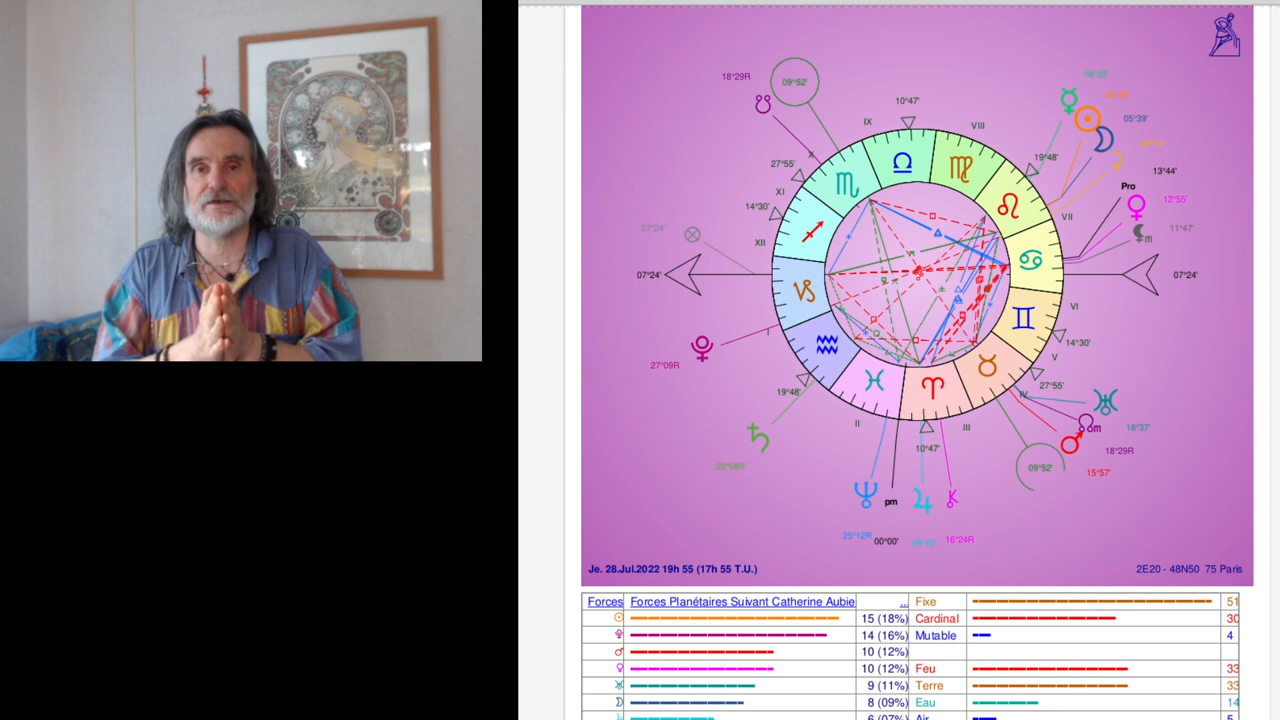 18°29R
09°52'
10°47'
IX
VIII
05°39'
X
27°55'
19°48'
13°44'
Pro
XI
12°55'
14°30'
VII
07°24'
11°47'
m
XII
07°24'
07°24'
VI
I
14°30'
V
27°09R
27°55'
19°48'
IV
m
18°37'
II
III
10°47'
18°29R
09°52'
15°57'
pm
25°12R
00°00'
16°24R
Je. 28.Jul.2022 19h 55 (17h 55 T.U.)
2E20 - 48N50 75 Paris
Forces Forces Planétaires Suivant Catherine Aubie ... Fixe 51
15 (18%) Cardinal 30
14 (16%) Mutable 4
10 (12%)
10 (12%) Feu 33
9 (11%) Terre 33
8 (09%) Eau 14
6 (07%) Air 5